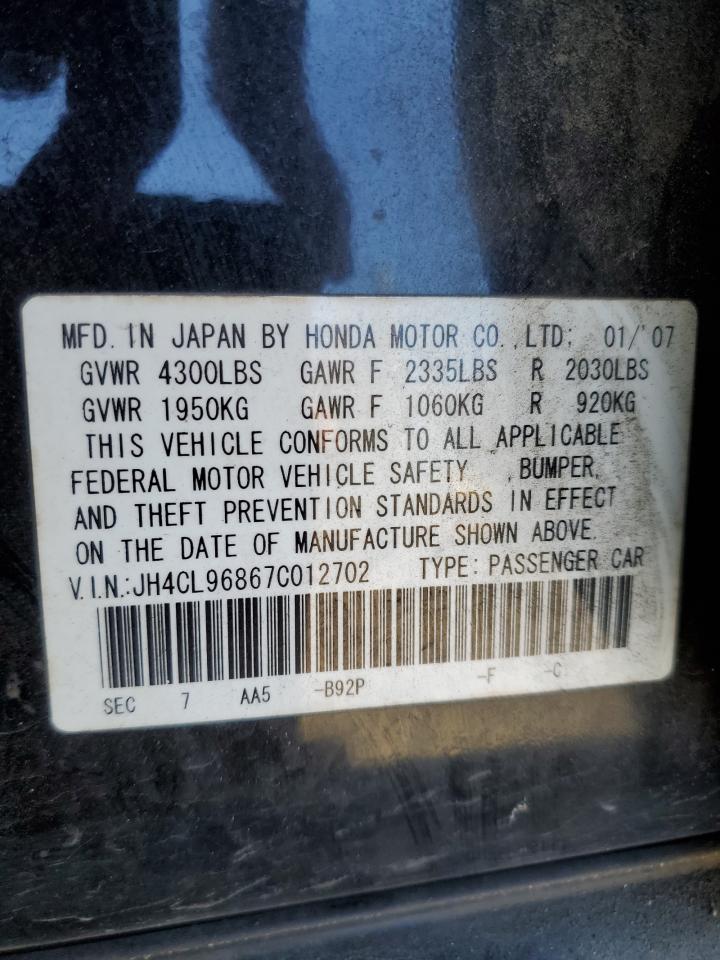 MFD. IN JAPAN BY HONDA MOTOR CO., LTD; 01/'07
GVWR 4300LBS GAWR F 2335LBS R 2030LBS
GVWR 1950KG GAWR F 1060KG R 920KG
THIS VEHICLE CONFORMS TO ALL APPLICABLE
FEDERAL MOTOR VEHICLE SAFETY , BUMPER,
AND THEFT PREVENTION STANDARDS IN EFFECT
ON THE DATE OF MANUFACTURE SHOWN ABOVE.
V.I.N.:JH4CL96867C012702 TYPE: PASSENGER CAR
SEC 7 AA5 -B92P -F -C